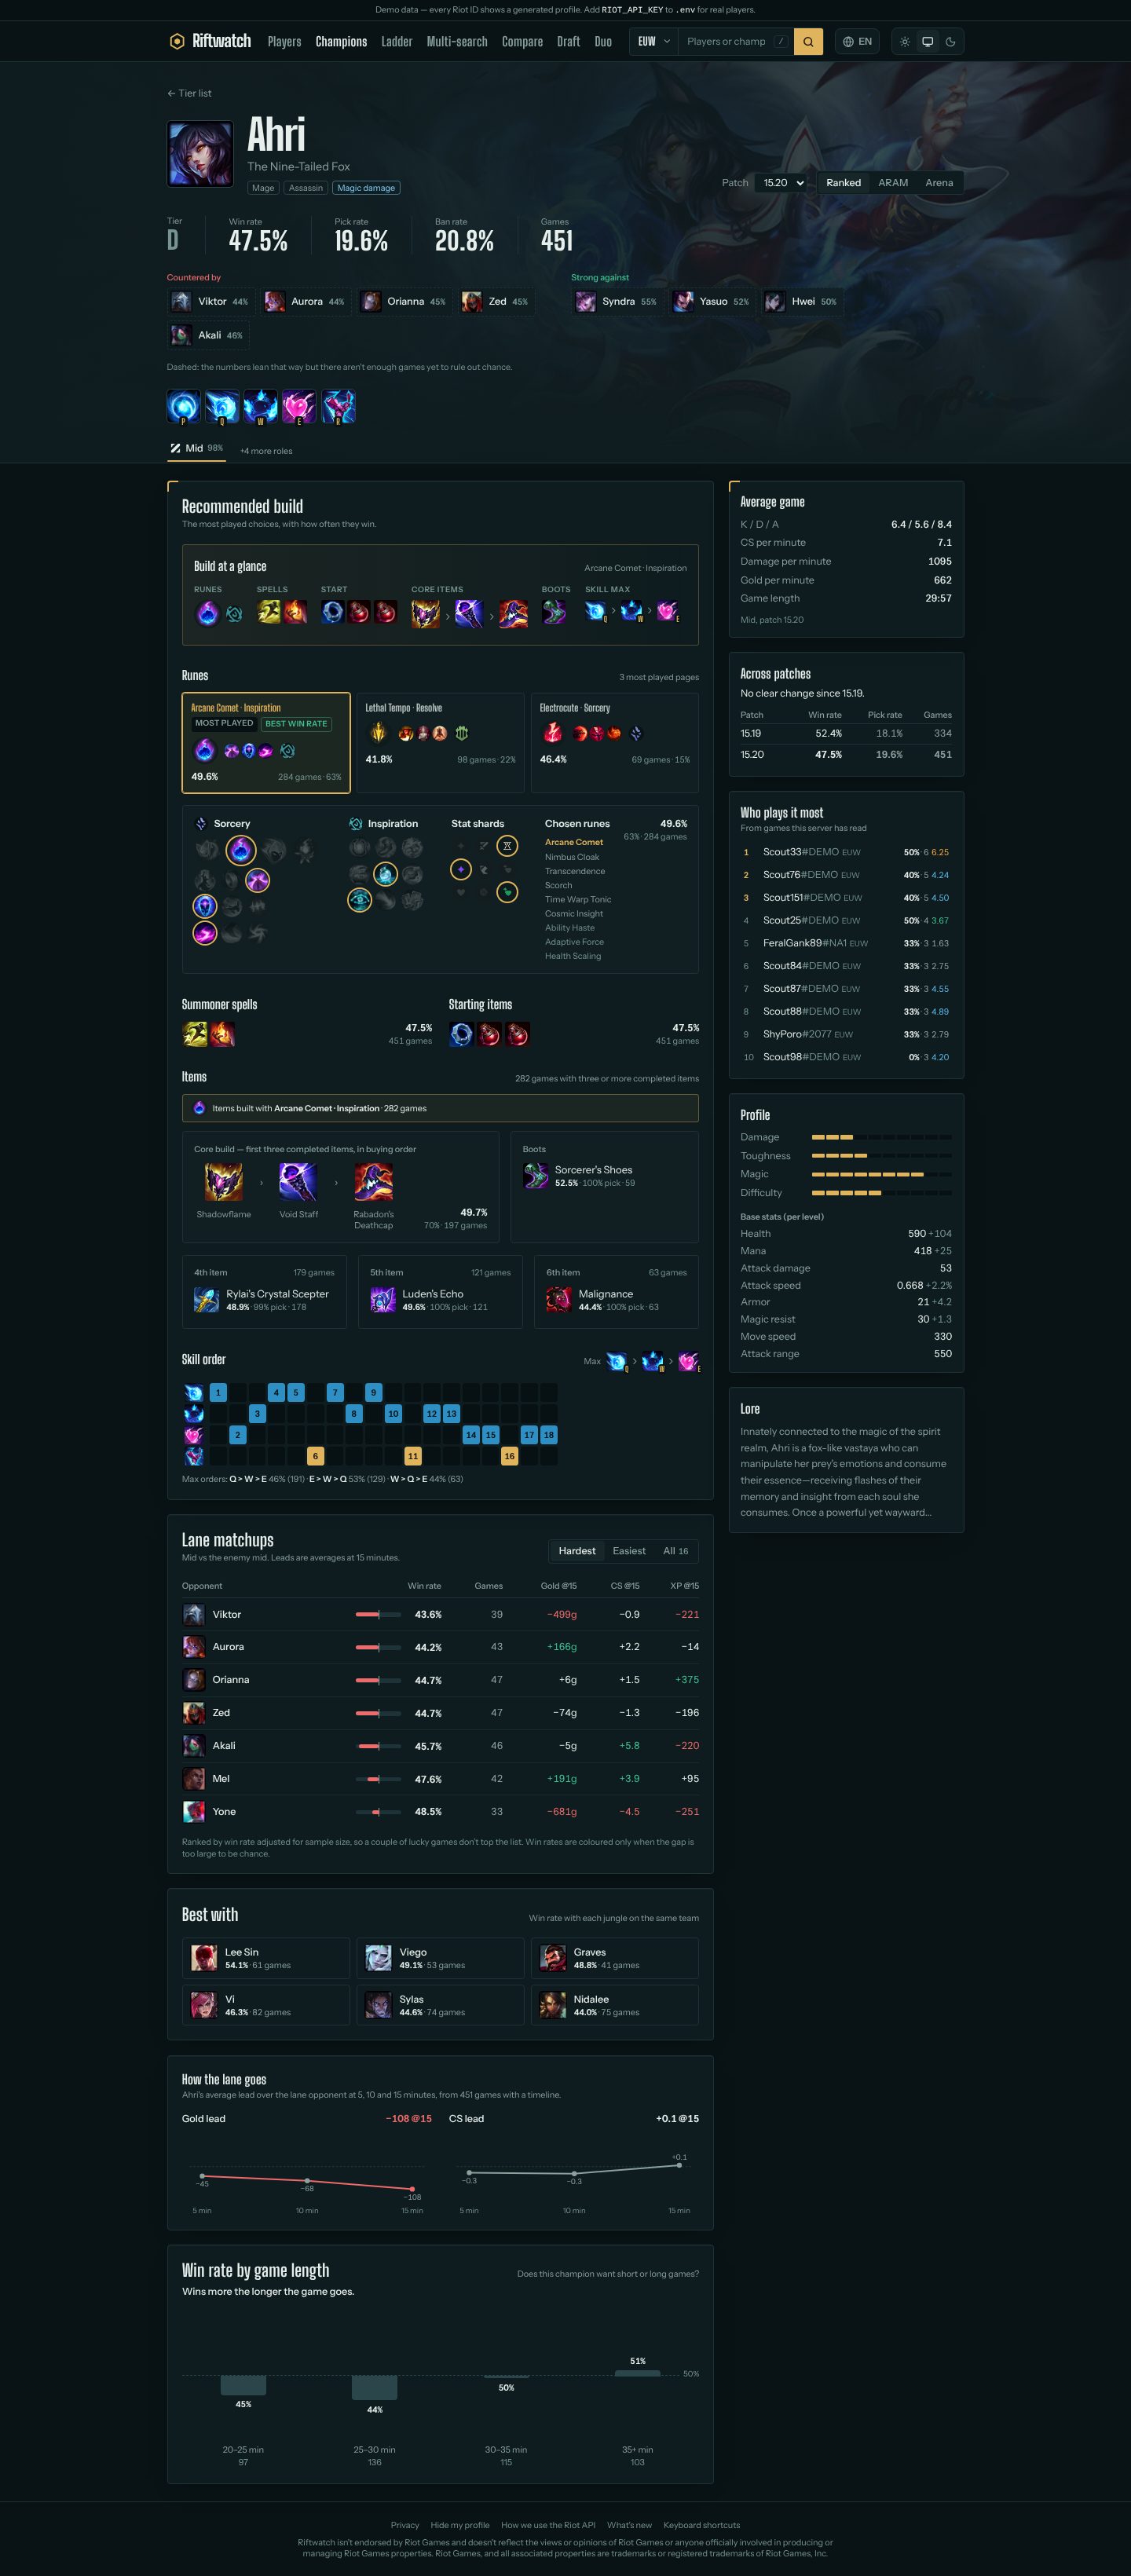 Demo data — every Riot ID shows a generated profile. Add RIOT_API_KEY to .env for real players.
Riftwatch Players Champions Ladder Multi-search Compare Draft Duo EUW Players or champ / EN
← Tier list
Ahri
The Nine-Tailed Fox
Mage Assassin Magic damage
Patch 15.20 Ranked ARAM Arena
Tier Win rate Pick rate Ban rate Games
D 47.5% 19.6% 20.8% 451
Countered by Strong against
Viktor 44% Aurora 44% Orianna 45% Zed 45% Syndra 55% Yasuo 52% Hwei 50%
Akali 46%
Dashed: the numbers lean that way but there aren't enough games yet to rule out chance.
P Q W E R
Mid 98% +4 more roles
Recommended build
The most played choices, with how often they win.
Build at a glance Arcane Comet · Inspiration
RUNES SPELLS START CORE ITEMS BOOTS SKILL MAX
Q › W › E
Runes 3 most played pages
Arcane Comet · Inspiration Lethal Tempo · Resolve Electrocute · Sorcery
MOST PLAYED BEST WIN RATE
41.8% 98 games · 22% 46.4% 69 games · 15%
49.6% 284 games · 63%
Sorcery Inspiration Stat shards Chosen runes 49.6%
63% · 284 games
Arcane Comet
Nimbus Cloak
Transcendence
Scorch
Time Warp Tonic
Cosmic Insight
Ability Haste
Adaptive Force
Health Scaling
Summoner spells Starting items
47.5% 47.5%
451 games 451 games
Items 282 games with three or more completed items
Items built with Arcane Comet · Inspiration · 282 games
Core build — first three completed items, in buying order
Shadowflame › Void Staff › Rabadon's Deathcap
49.7%
70% · 197 games
Boots
Sorcerer's Shoes
52.5% · 100% pick · 59
4th item 179 games 5th item 121 games 6th item 63 games
Rylai's Crystal Scepter Luden's Echo Malignance
48.9% · 99% pick · 178 49.6% · 100% pick · 121 44.4% · 100% pick · 63
Skill order Max Q › W › E
1 4 5 7 9
3 8 10 12 13
2 14 15 17 18
6 11 16
Max orders: Q > W > E 46% (191) · E > W > Q 53% (129) · W > Q > E 44% (63)
Lane matchups
Mid vs the enemy mid. Leads are averages at 15 minutes.
Hardest Easiest All 16
Opponent Win rate Games Gold @15 CS @15 XP @15
Viktor 43.6% 39 −499g −0.9 −221
Aurora 44.2% 43 +166g +2.2 −14
Orianna 44.7% 47 +6g +1.5 +375
Zed 44.7% 47 −74g −1.3 −196
Akali 45.7% 46 −5g +5.8 −220
Mel 47.6% 42 +191g +3.9 +95
Yone 48.5% 33 −681g −4.5 −251
Ranked by win rate adjusted for sample size, so a couple of lucky games don't top the list. Win rates are coloured only when the gap is
too large to be chance.
Best with Win rate with each jungle on the same team
Lee Sin Viego Graves
54.1% · 61 games 49.1% · 53 games 48.8% · 41 games
Vi Sylas Nidalee
46.3% · 82 games 44.6% · 74 games 44.0% · 75 games
How the lane goes
Ahri's average lead over the lane opponent at 5, 10 and 15 minutes, from 451 games with a timeline.
Gold lead −108 @15 CS lead +0.1 @15
−45 −68 −108 −0.3 −0.3 +0.1
5 min 10 min 15 min 5 min 10 min 15 min
Win rate by game length Does this champion want short or long games?
Wins more the longer the game goes.
45% 44% 50% 51% 50%
20–25 min 25–30 min 30–35 min 35+ min
97 136 115 103
Average game
K / D / A 6.4 / 5.6 / 8.4
CS per minute 7.1
Damage per minute 1095
Gold per minute 662
Game length 29:57
Mid, patch 15.20
Across patches
No clear change since 15.19.
Patch Win rate Pick rate Games
15.19 52.4% 18.1% 334
15.20 47.5% 19.6% 451
Who plays it most
From games this server has read
1 Scout33#DEMO EUW 50% · 6 6.25
2 Scout76#DEMO EUW 40% · 5 4.24
3 Scout151#DEMO EUW 40% · 5 4.50
4 Scout25#DEMO EUW 50% · 4 3.67
5 FeralGank89#NA1 EUW 33% · 3 1.63
6 Scout84#DEMO EUW 33% · 3 2.75
7 Scout87#DEMO EUW 33% · 3 4.55
8 Scout88#DEMO EUW 33% · 3 4.89
9 ShyPoro#2077 EUW 33% · 3 2.79
10 Scout98#DEMO EUW 0% · 3 4.20
Profile
Damage
Toughness
Magic
Difficulty
Base stats (per level)
Health 590 +104
Mana 418 +25
Attack damage 53
Attack speed 0.668 +2.2%
Armor 21 +4.2
Magic resist 30 +1.3
Move speed 330
Attack range 550
Lore
Innately connected to the magic of the spirit
realm, Ahri is a fox-like vastaya who can
manipulate her prey's emotions and consume
their essence—receiving flashes of their
memory and insight from each soul she
consumes. Once a powerful yet wayward...
Privacy Hide my profile How we use the Riot API What's new Keyboard shortcuts
Riftwatch isn't endorsed by Riot Games and doesn't reflect the views or opinions of Riot Games or anyone officially involved in producing or
managing Riot Games properties. Riot Games, and all associated properties are trademarks or registered trademarks of Riot Games, Inc.